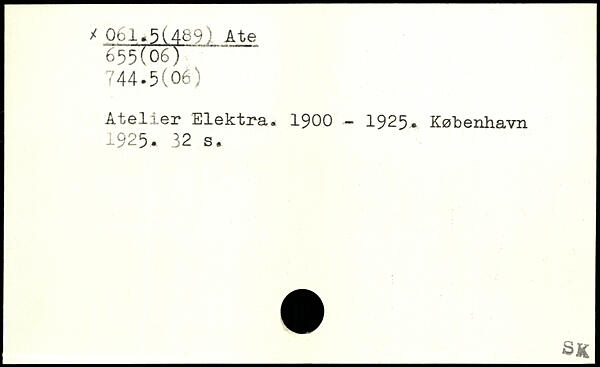 x 061.5(489) Ate
655(06)
744.5(06)
Atelier Elektra. 1900 - 1925. København
1925. 32 s.
SK